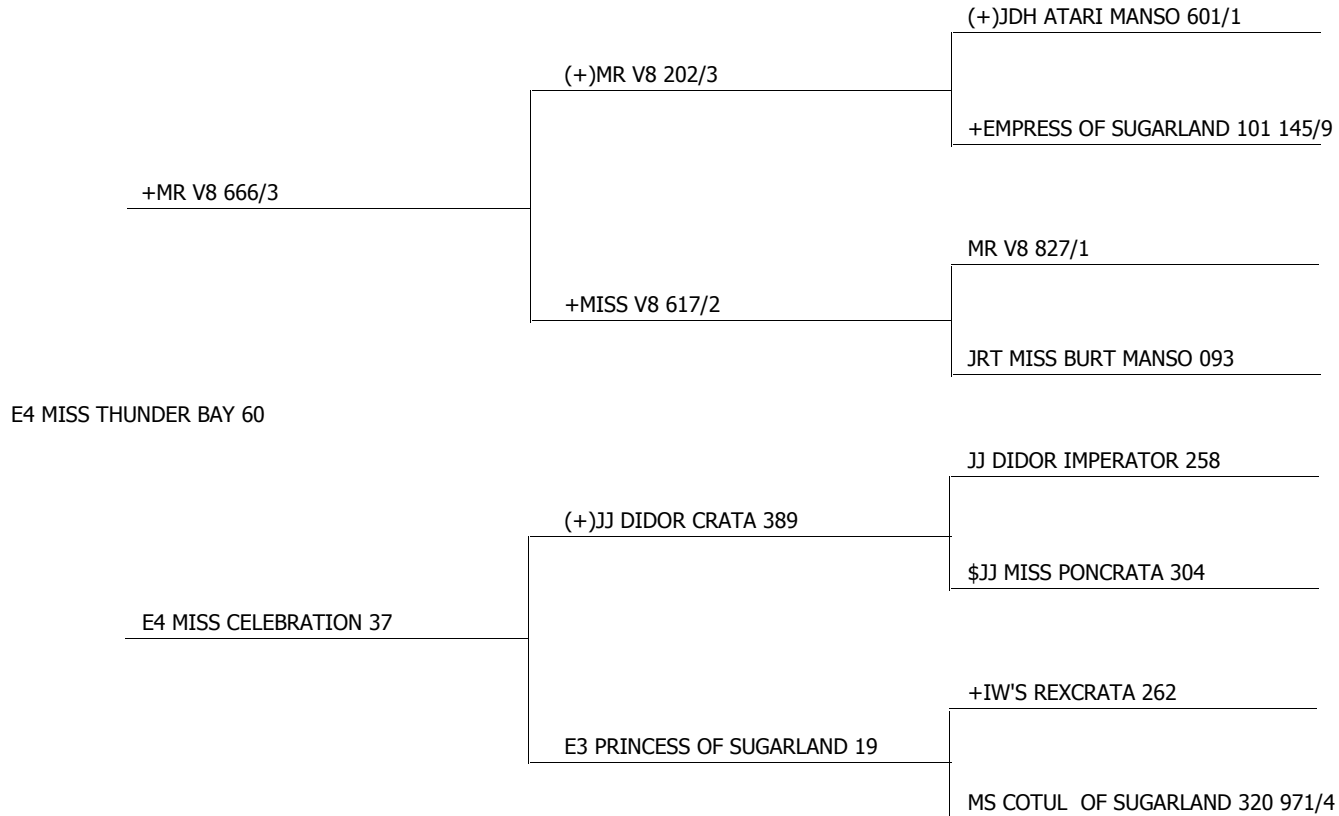 (+)JDH ATARI MANSO 601/1
(+)MR V8 202/3
+EMPRESS OF SUGARLAND 101 145/9
+MR V8 666/3
MR V8 827/1
+MISS V8 617/2
JRT MISS BURT MANSO 093
E4 MISS THUNDER BAY 60
JJ DIDOR IMPERATOR 258
(+)JJ DIDOR CRATA 389
$JJ MISS PONCRATA 304
E4 MISS CELEBRATION 37
+IW'S REXCRATA 262
E3 PRINCESS OF SUGARLAND 19
MS COTUL  OF SUGARLAND 320 971/4